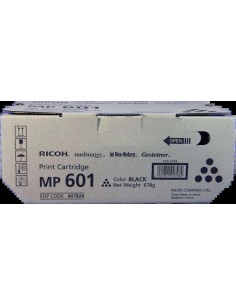 RICOH nashuatec Rex-Rotary Gestetner
OPEN
Print Cartridge
MP 601
Color BLACK
Net Weight 678g
EDP CODE 407824
RICOH COMPANY, LTD.